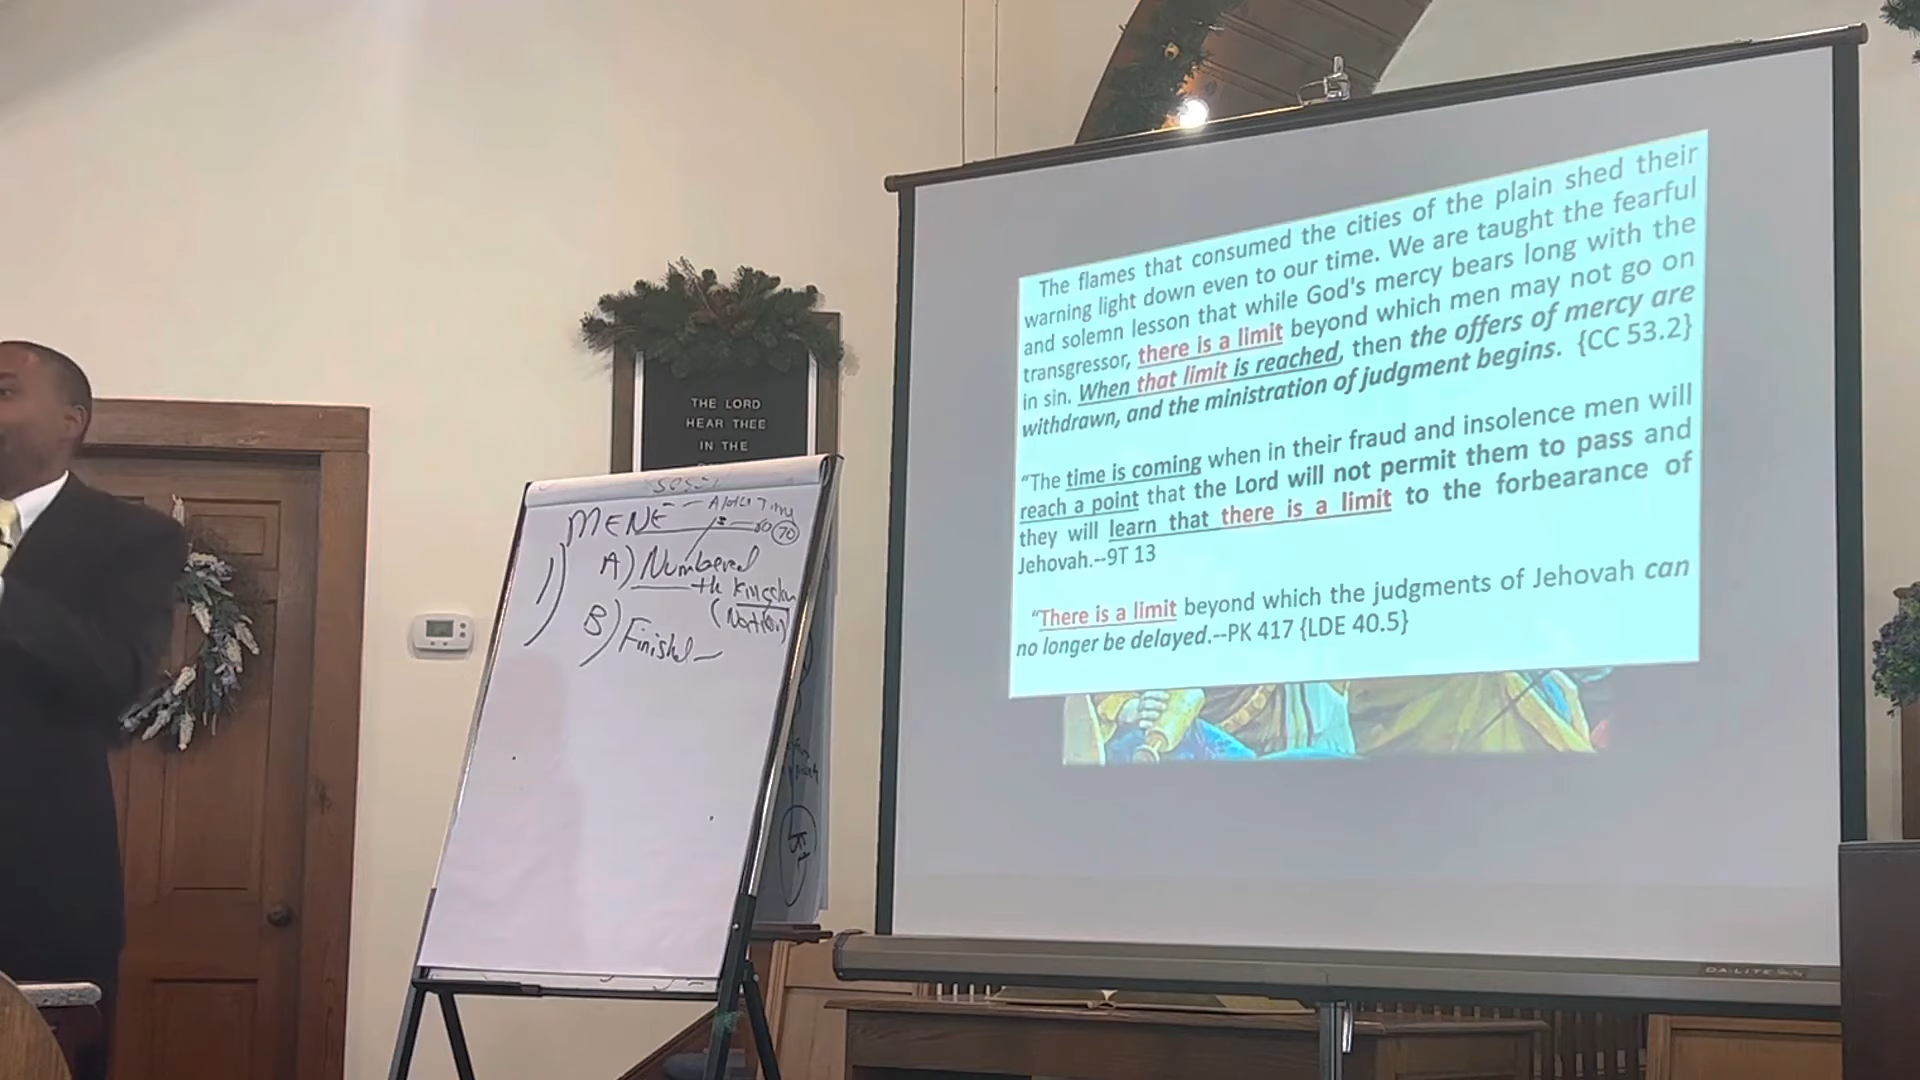 THE LORD
HEAR THEE
IN THE
MENE
70
1)
A) Numbered
the Kingdom
(Nation)
B) Finished
The flames that consumed the cities of the plain shed their
warning light down even to our time. We are taught the fearful
and solemn lesson that while God's mercy bears long with the
transgressor, there is a limit beyond which men may not go on
in sin. When that limit is reached, then the offers of mercy are
withdrawn, and the ministration of judgment begins. {CC 53.2}
“The time is coming when in their fraud and insolence men will
reach a point that the Lord will not permit them to pass and
they will learn that there is a limit to the forbearance of
Jehovah.--9T 13
“There is a limit beyond which the judgments of Jehovah can
no longer be delayed.--PK 417 {LDE 40.5}
DA-LITE